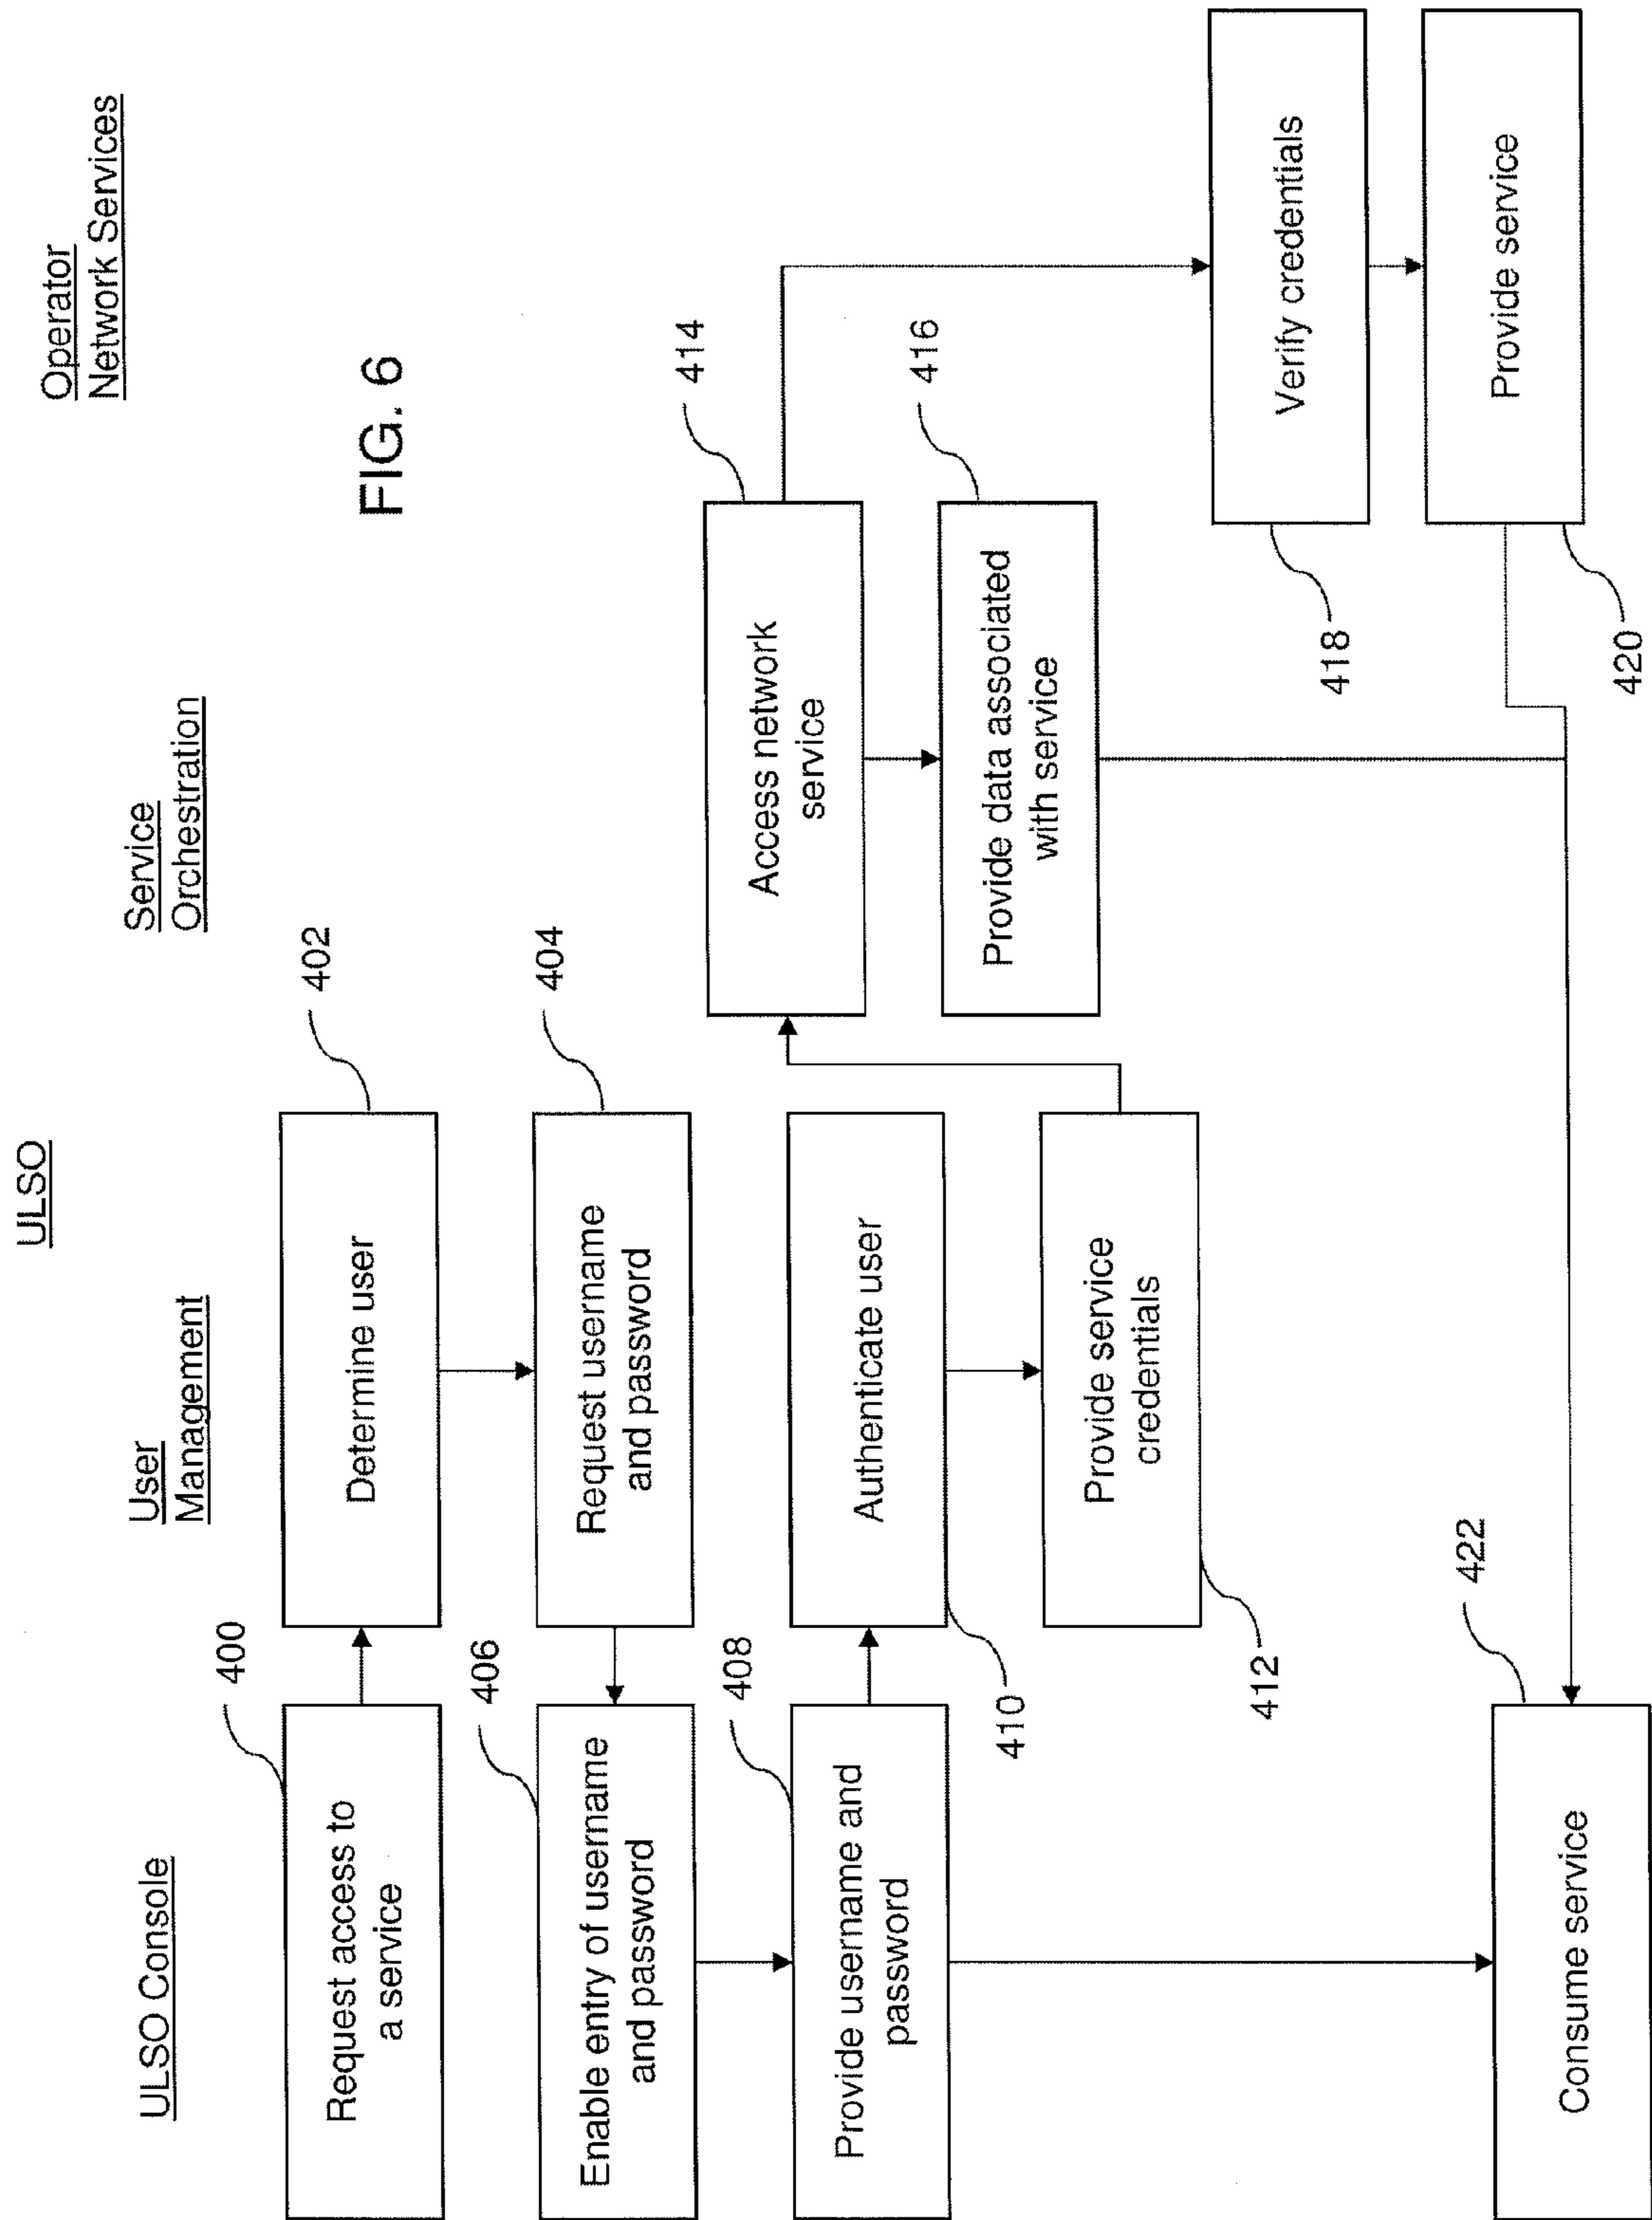 ULSO
Operator
Network Services
ULSO Console
User
Management
Service
Orchestration
FIG. 6
400
Request access to
a service
402
Determine user
404
Request username
and password
406
Enable entry of username
and password
408
Provide username and
password
410
Authenticate user
412
Provide service
credentials
414
Access network
service
416
Provide data associated
with service
418
Verify credentials
420
Provide service
422
Consume service